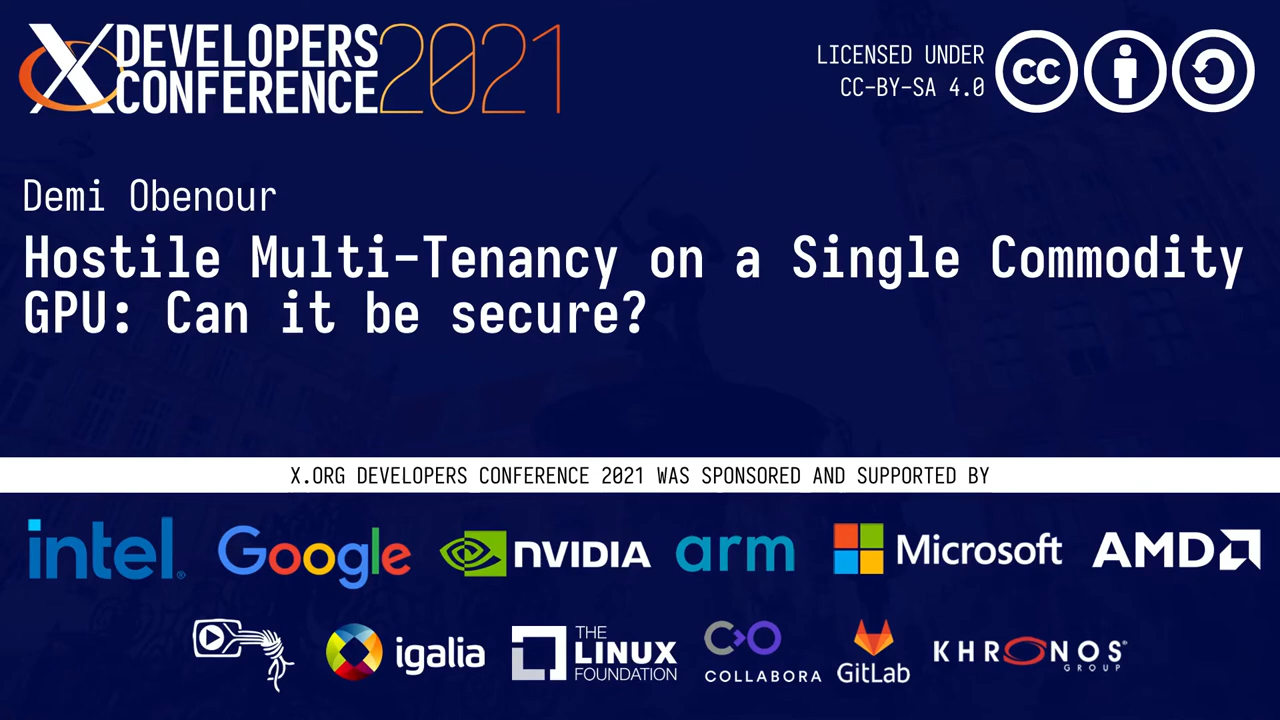 X DEVELOPERS CONFERENCE 2021
LICENSED UNDER
CC-BY-SA 4.0
cc
Demi Obenour
Hostile Multi-Tenancy on a Single Commodity
GPU: Can it be secure?
X.ORG DEVELOPERS CONFERENCE 2021 WAS SPONSORED AND SUPPORTED BY
intel® Google NVIDIA arm Microsoft AMD
igalia THE LINUX FOUNDATION COLLABORA GitLab KHRONOS® GROUP